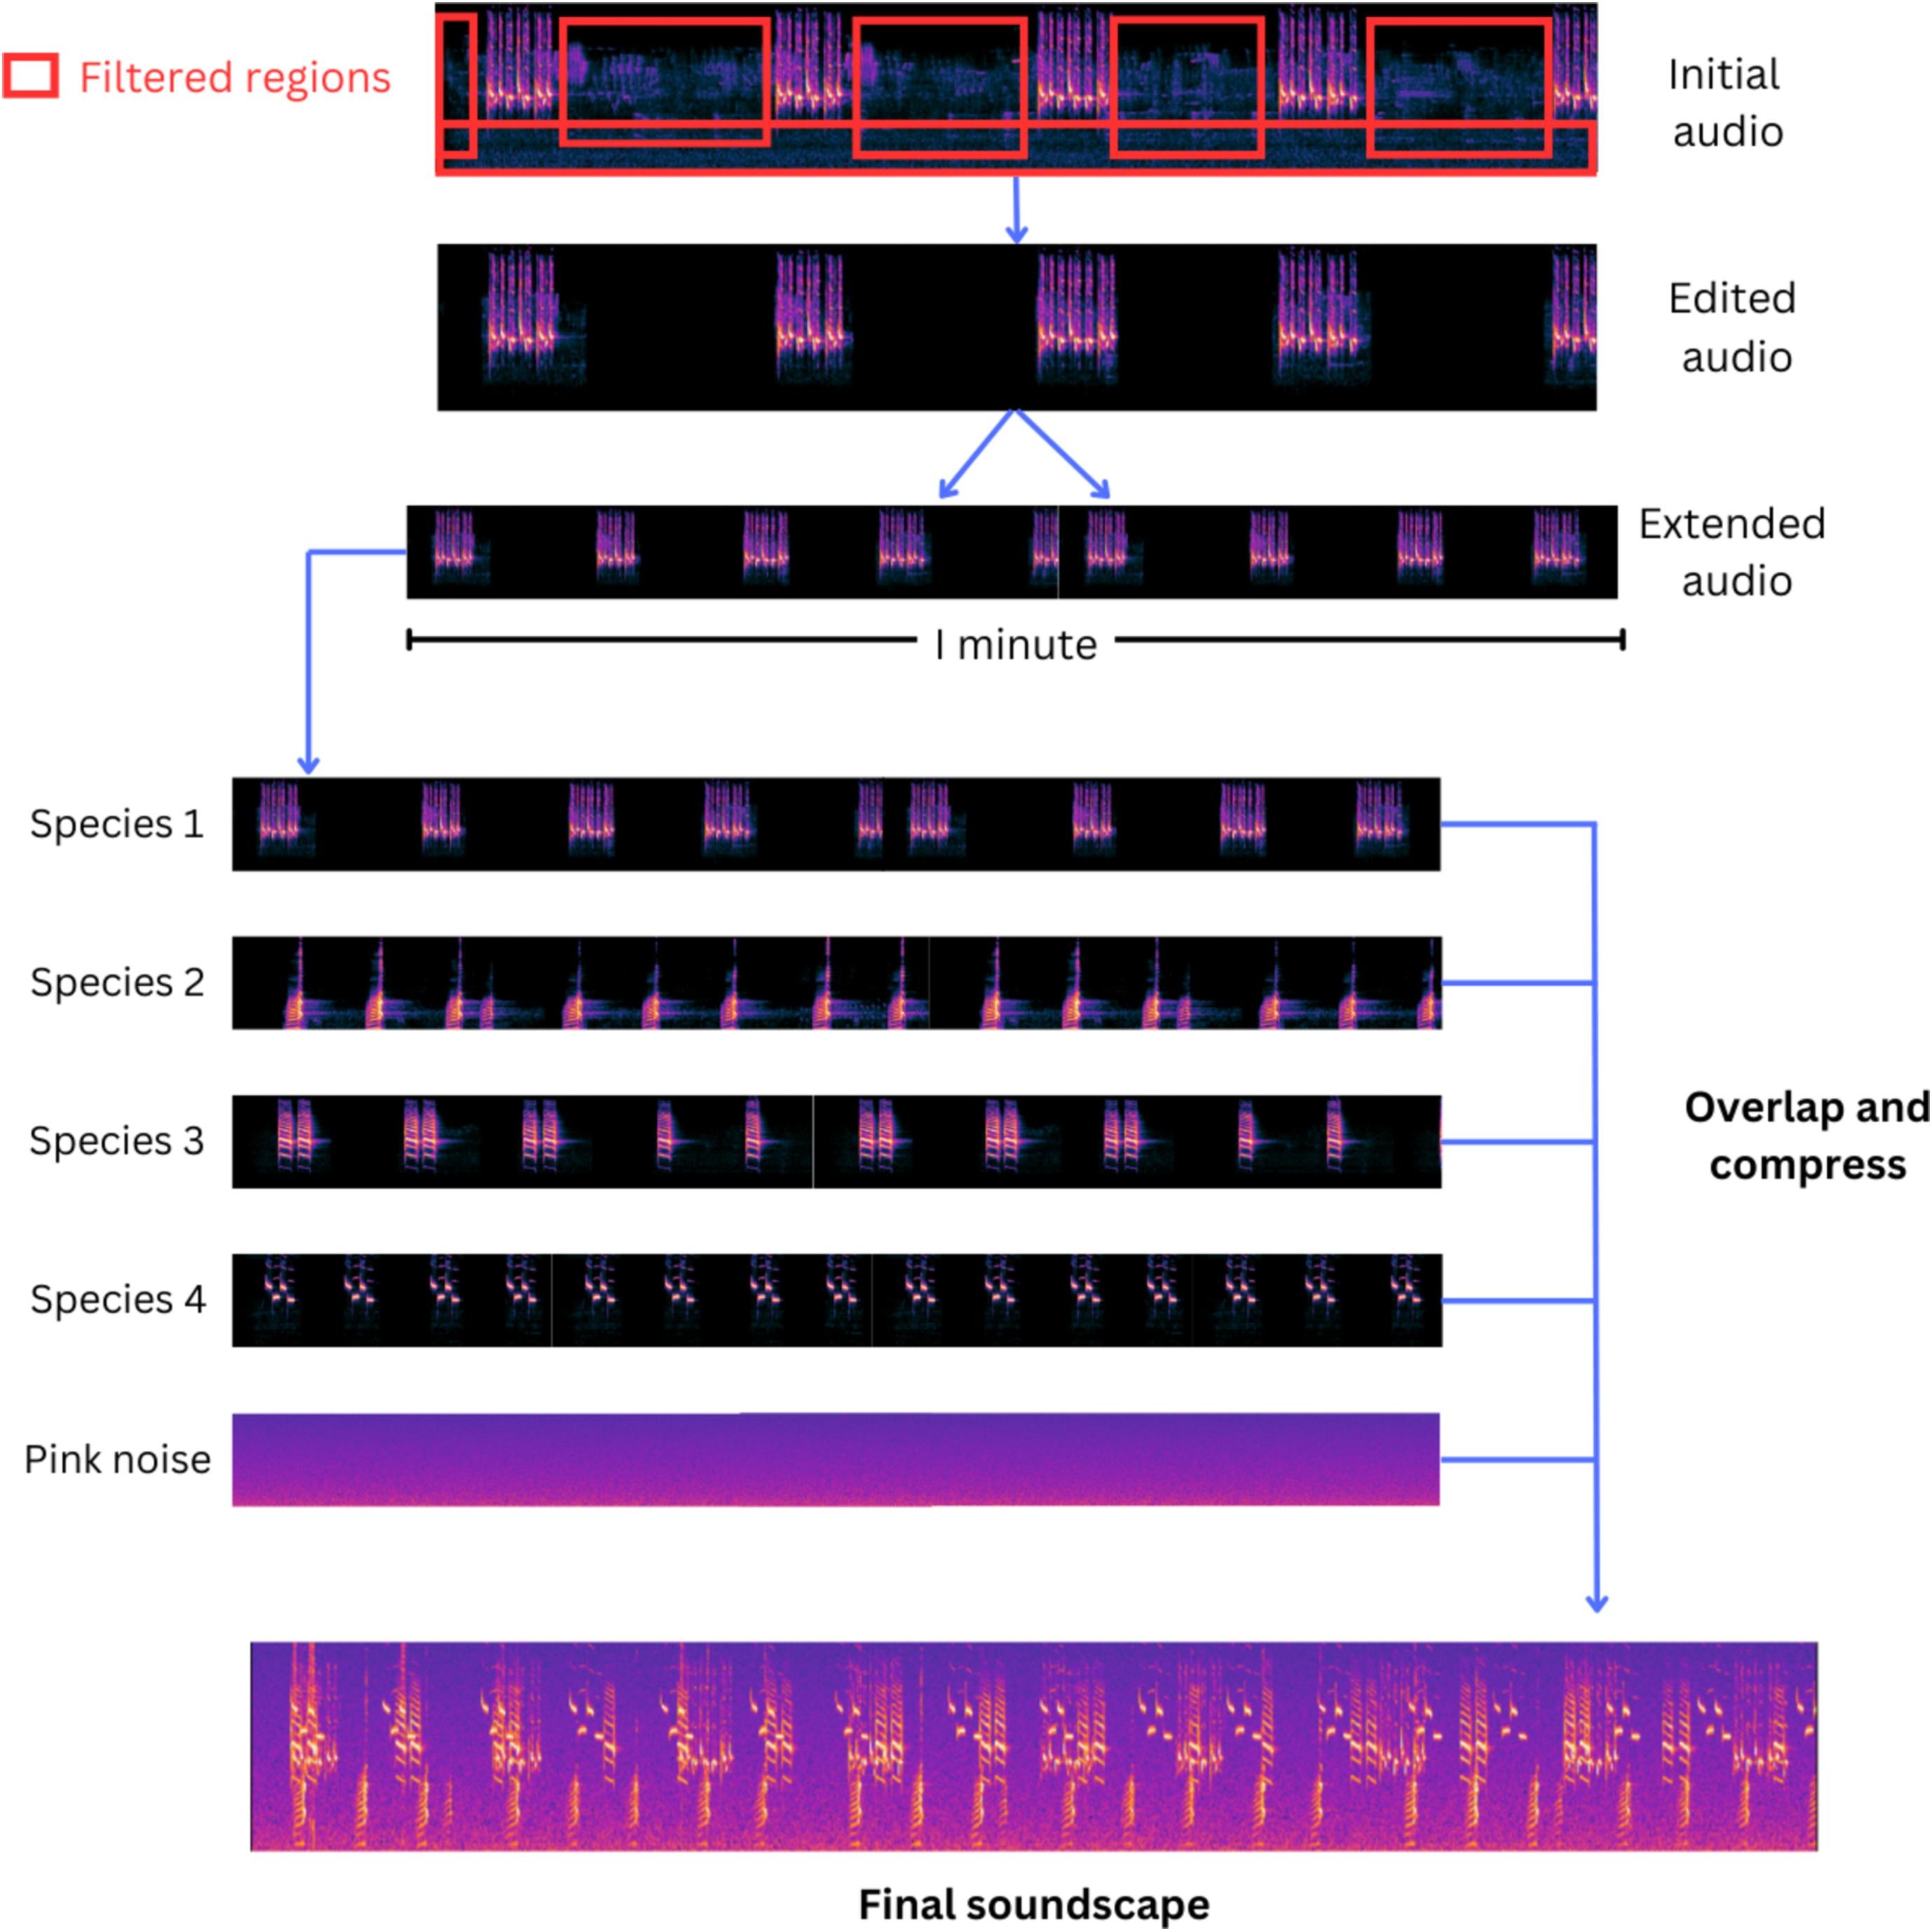 Filtered regions
Initial
audio
Edited
audio
Extended
audio
I minute
Species 1
Species 2
Species 3
Overlap and
compress
Species 4
Pink noise
Final soundscape